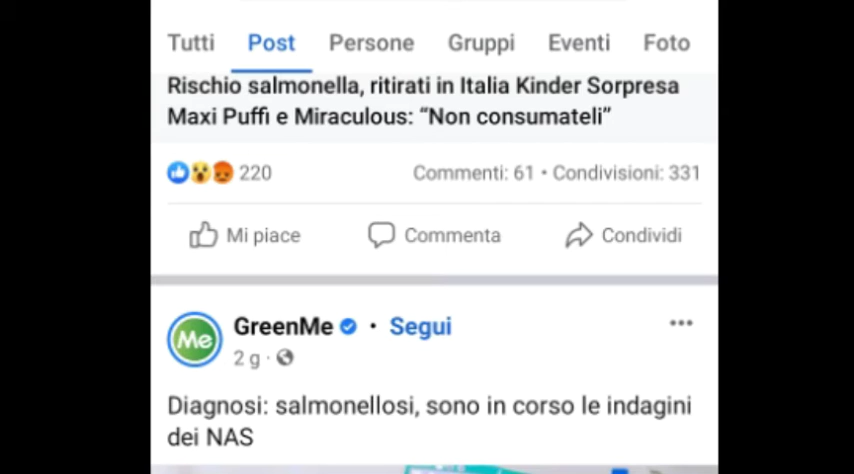 Tutti Post Persone Gruppi Eventi Foto
Rischio salmonella, ritirati in Italia Kinder Sorpresa
Maxi Puffi e Miraculous: “Non consumateli”
220 Commenti: 61 • Condivisioni: 331
Mi piace Commenta Condividi
Me GreenMe • Segui
2 g ·
Diagnosi: salmonellosi, sono in corso le indagini
dei NAS